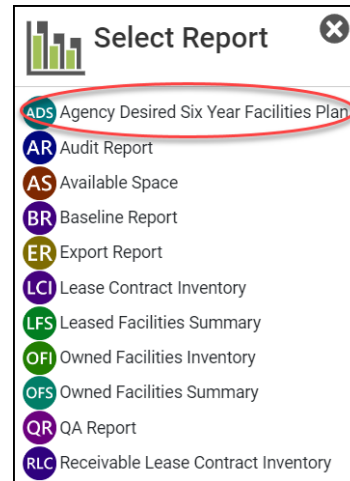 Select Report
ADS Agency Desired Six Year Facilities Plan
AR Audit Report
AS Available Space
BR Baseline Report
ER Export Report
LCI Lease Contract Inventory
LFS Leased Facilities Summary
OFI Owned Facilities Inventory
OFS Owned Facilities Summary
QR QA Report
RLC Receivable Lease Contract Inventory